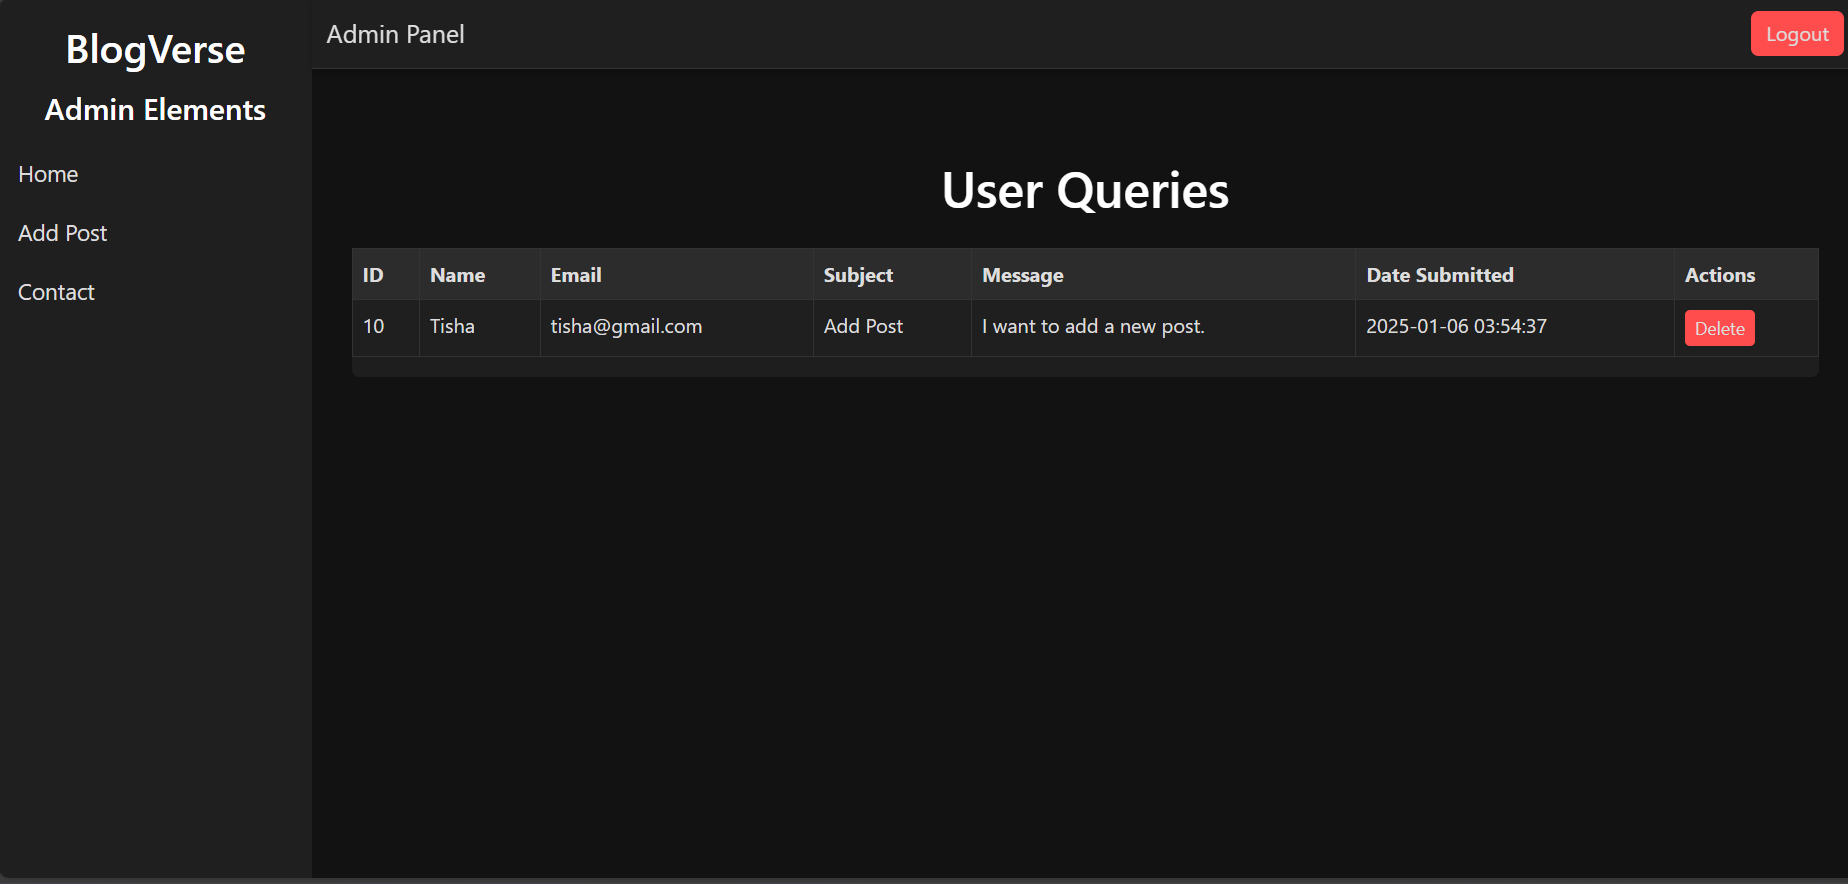 BlogVerse
Admin Elements
Home
Add Post
Contact
Admin Panel
Logout
User Queries
ID Name Email Subject Message Date Submitted Actions
10 Tisha tisha@gmail.com Add Post I want to add a new post. 2025-01-06 03:54:37 Delete